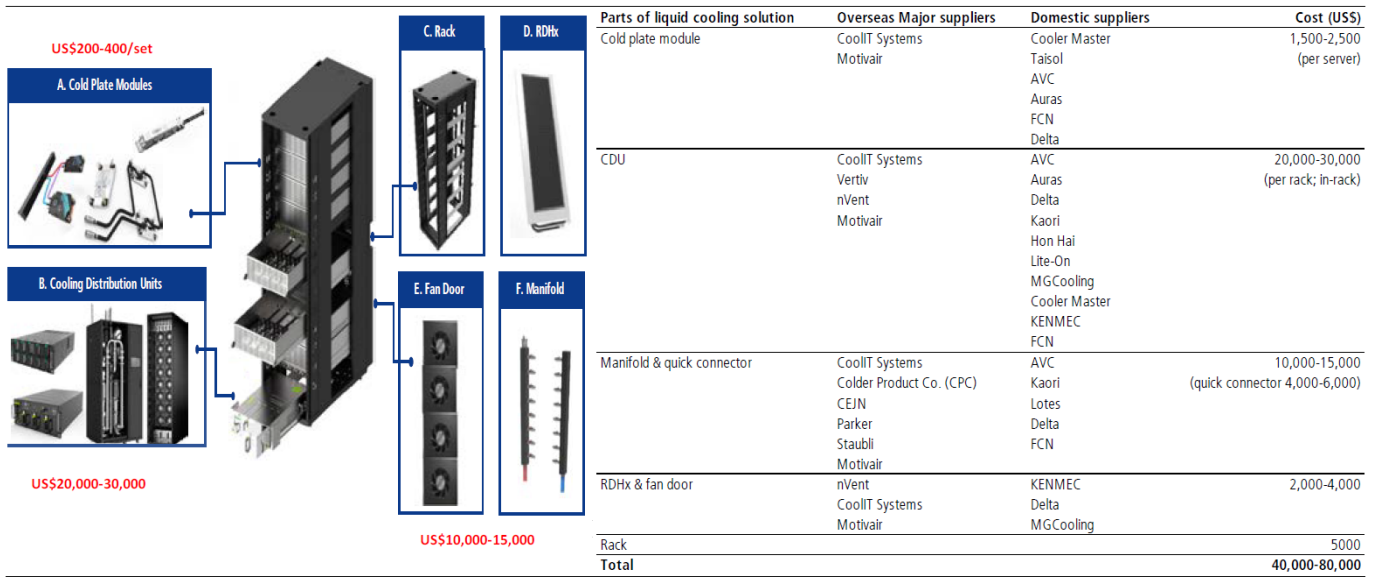 US$200-400/set
A. Cold Plate Modules
C. Rack
D. RDHx
B. Cooling Distribution Units
E. Fan Door
F. Manifold
US$20,000-30,000
US$10,000-15,000
Parts of liquid cooling solution Overseas Major suppliers Domestic suppliers Cost (US$)
Cold plate module CoolIT Systems Cooler Master 1,500-2,500
Motivair Taisol (per server)
AVC
Auras
FCN
Delta
CDU CoolIT Systems AVC 20,000-30,000
Vertiv Auras (per rack; in-rack)
nVent Delta
Motivair Kaori
Hon Hai
Lite-On
MGCooling
Cooler Master
KENMEC
FCN
Manifold & quick connector CoolIT Systems AVC 10,000-15,000
Colder Product Co. (CPC) Kaori (quick connector 4,000-6,000)
CEJN Lotes
Parker Delta
Staubli FCN
Motivair
RDHx & fan door nVent KENMEC 2,000-4,000
CoolIT Systems Delta
Motivair MGCooling
Rack 5000
Total 40,000-80,000